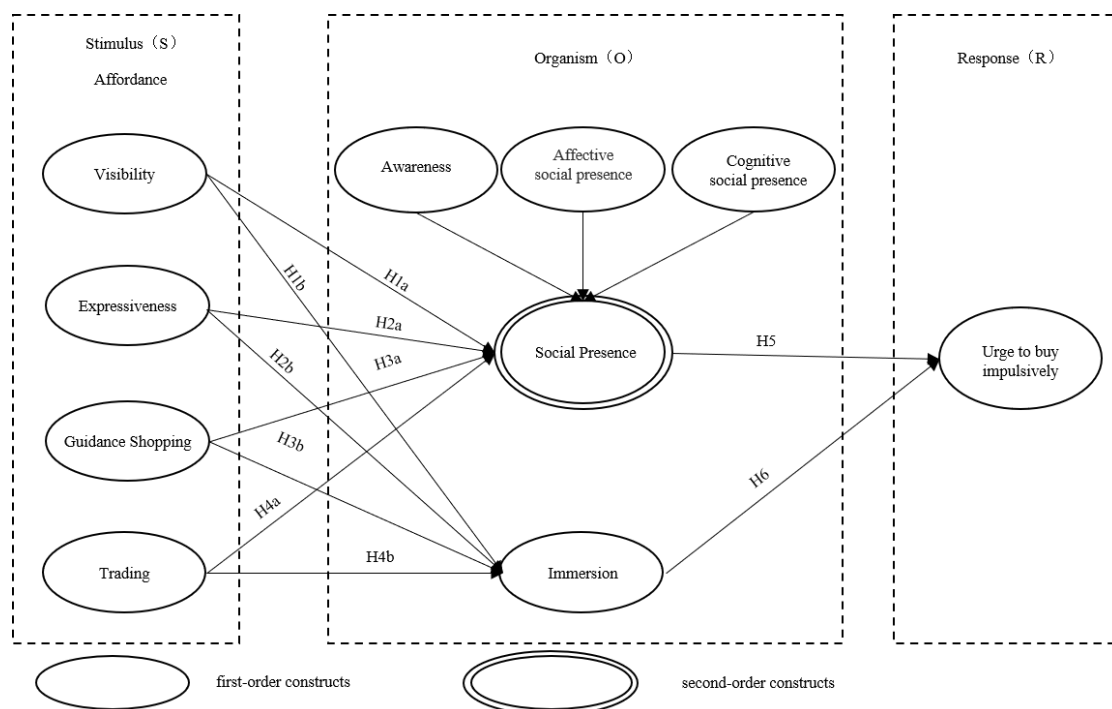 Stimulus（S）
Affordance
Organism（O）
Response（R）
Visibility
Awareness
Affective
social presence
Cognitive
social presence
H1a
H1b
Expressiveness
H2a
H2b
H3a
Social Presence
H5
Urge to buy
impulsively
Guidance Shopping
H3b
H4a
H6
Trading
H4b
Immersion
first-order constructs
second-order constructs